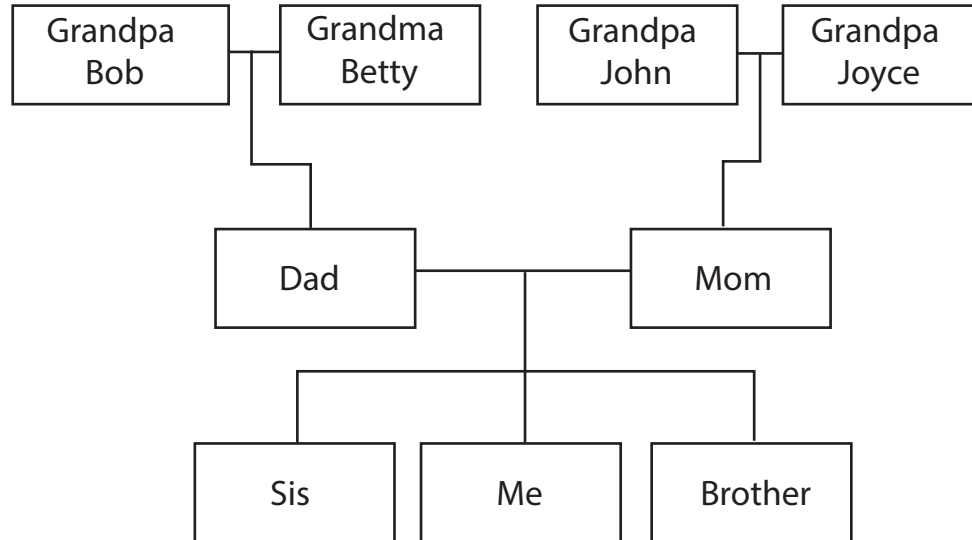 Grandpa
Bob
Grandma
Betty
Grandpa
John
Grandpa
Joyce
Dad
Mom
Sis
Me
Brother